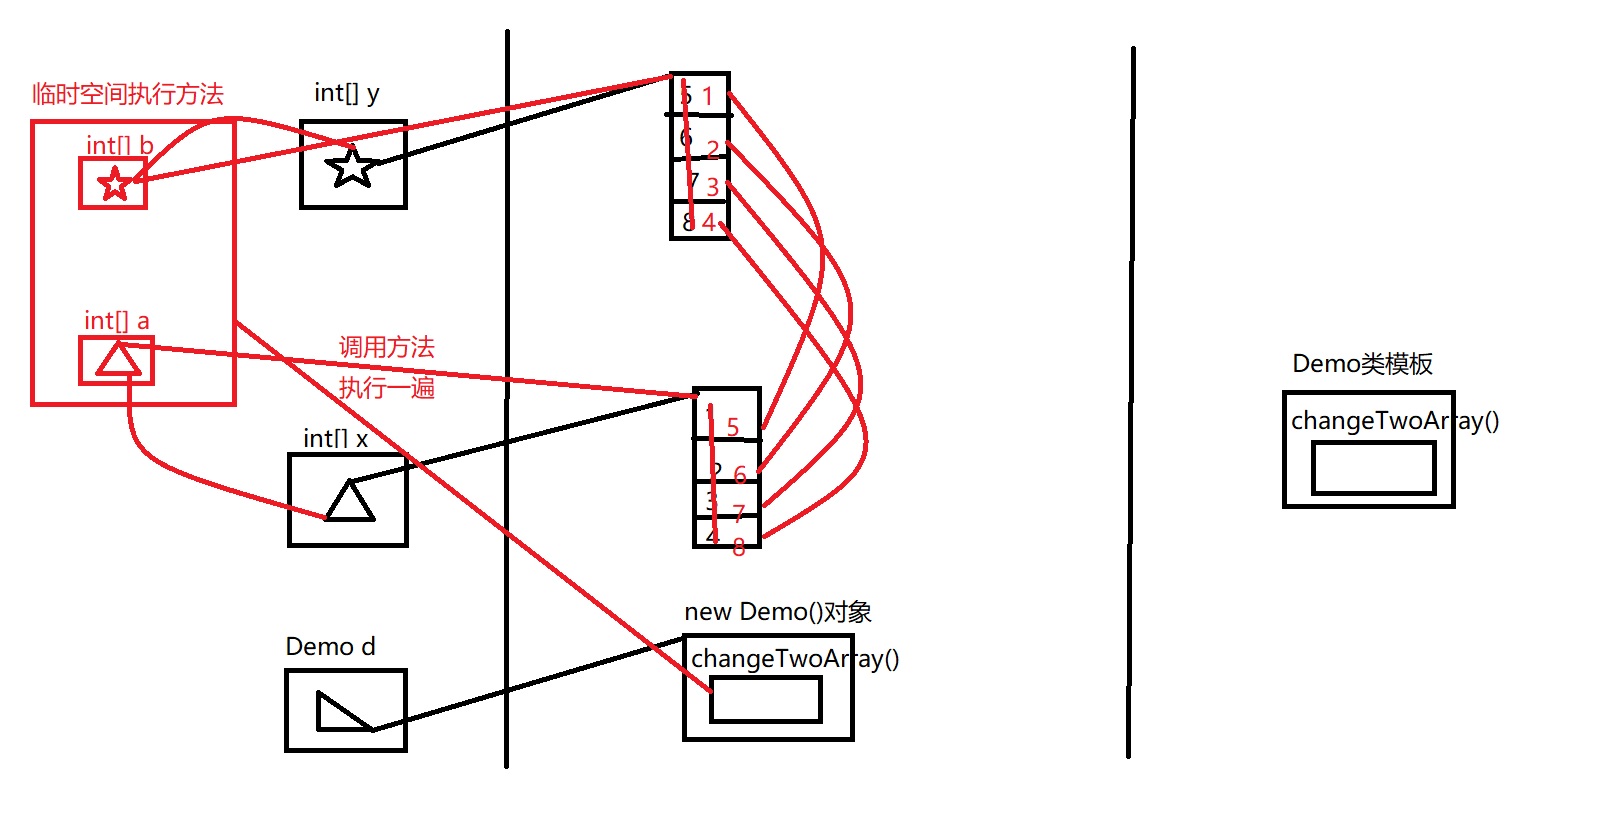 临时空间执行方法
int[] y
int[] b
5 1
6 2
7 3
8 4
int[] a
调用方法
执行一遍
int[] x
1 5
2 6
3 7
4 8
Demo类模板
changeTwoArray()
new Demo()对象
changeTwoArray()
Demo d